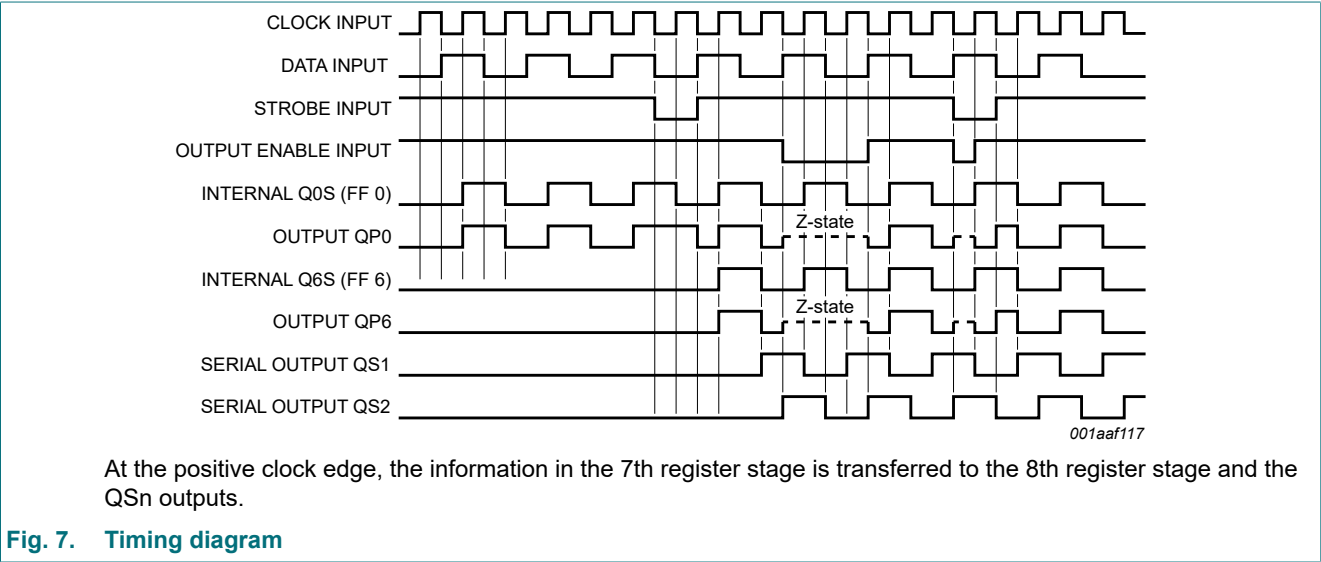 CLOCK INPUT
DATA INPUT
STROBE INPUT
OUTPUT ENABLE INPUT
INTERNAL Q0S (FF 0)
Z-state
OUTPUT QP0
INTERNAL Q6S (FF 6)
Z-state
OUTPUT QP6
SERIAL OUTPUT QS1
SERIAL OUTPUT QS2
001aaf117
At the positive clock edge, the information in the 7th register stage is transferred to the 8th register stage and the
QSn outputs.
Fig. 7. Timing diagram